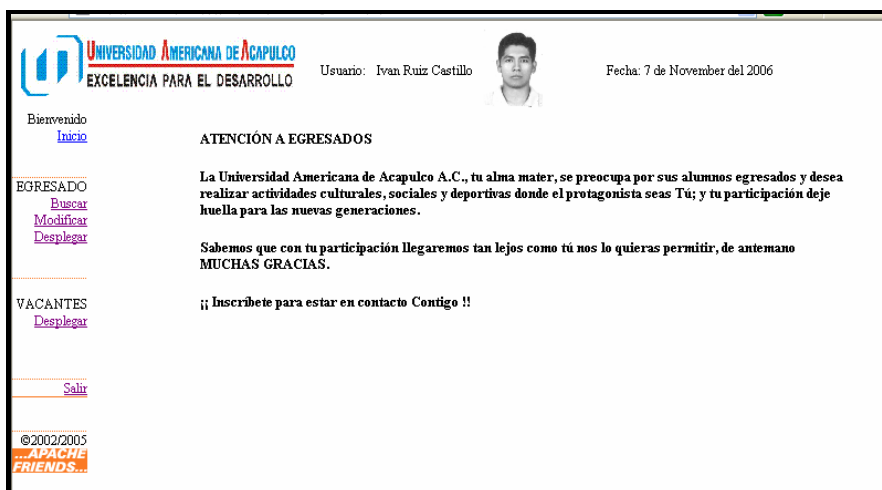 UNIVERSIDAD AMERICANA DE ACAPULCO
EXCELENCIA PARA EL DESARROLLO
Usuario: Ivan Ruiz Castillo
Fecha: 7 de November del 2006
Bienvenido
Inicio
EGRESADO
Buscar
Modificar
Desplegar
VACANTES
Desplegar
Salir
©2002/2005
...APACHE
FRIENDS...
ATENCIÓN A EGRESADOS
La Universidad Americana de Acapulco A.C., tu alma mater, se preocupa por sus alumnos egresados y desea
realizar actividades culturales, sociales y deportivas donde el protagonista seas Tú; y tu participación deje
huella para las nuevas generaciones.
Sabemos que con tu participación llegaremos tan lejos como tú nos lo quieras permitir, de antemano
MUCHAS GRACIAS.
¡¡ Inscríbete para estar en contacto Contigo !!